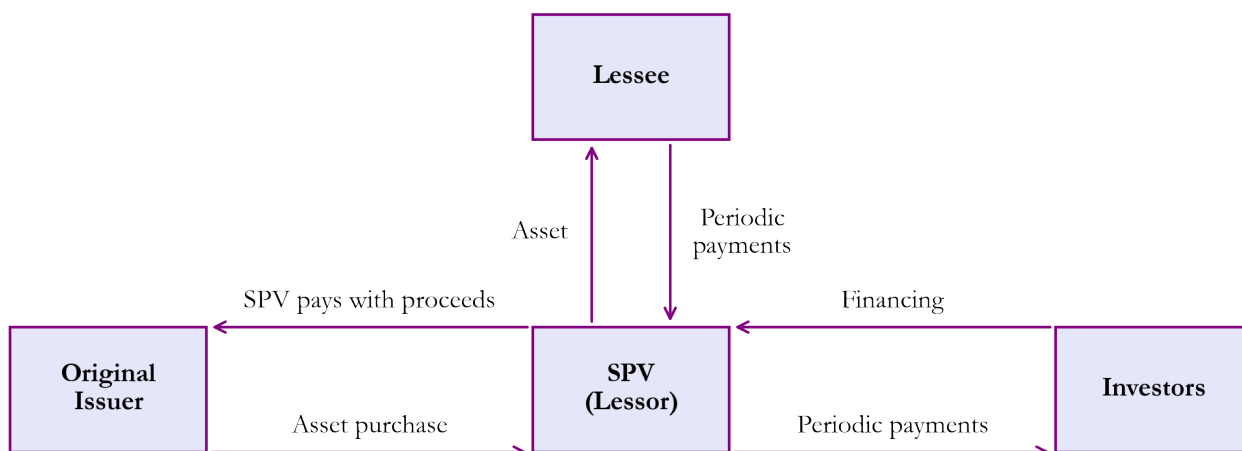 Lessee
Asset
Periodic
payments
SPV pays with proceeds
Financing
Original
Issuer
SPV
(Lessor)
Investors
Asset purchase
Periodic payments